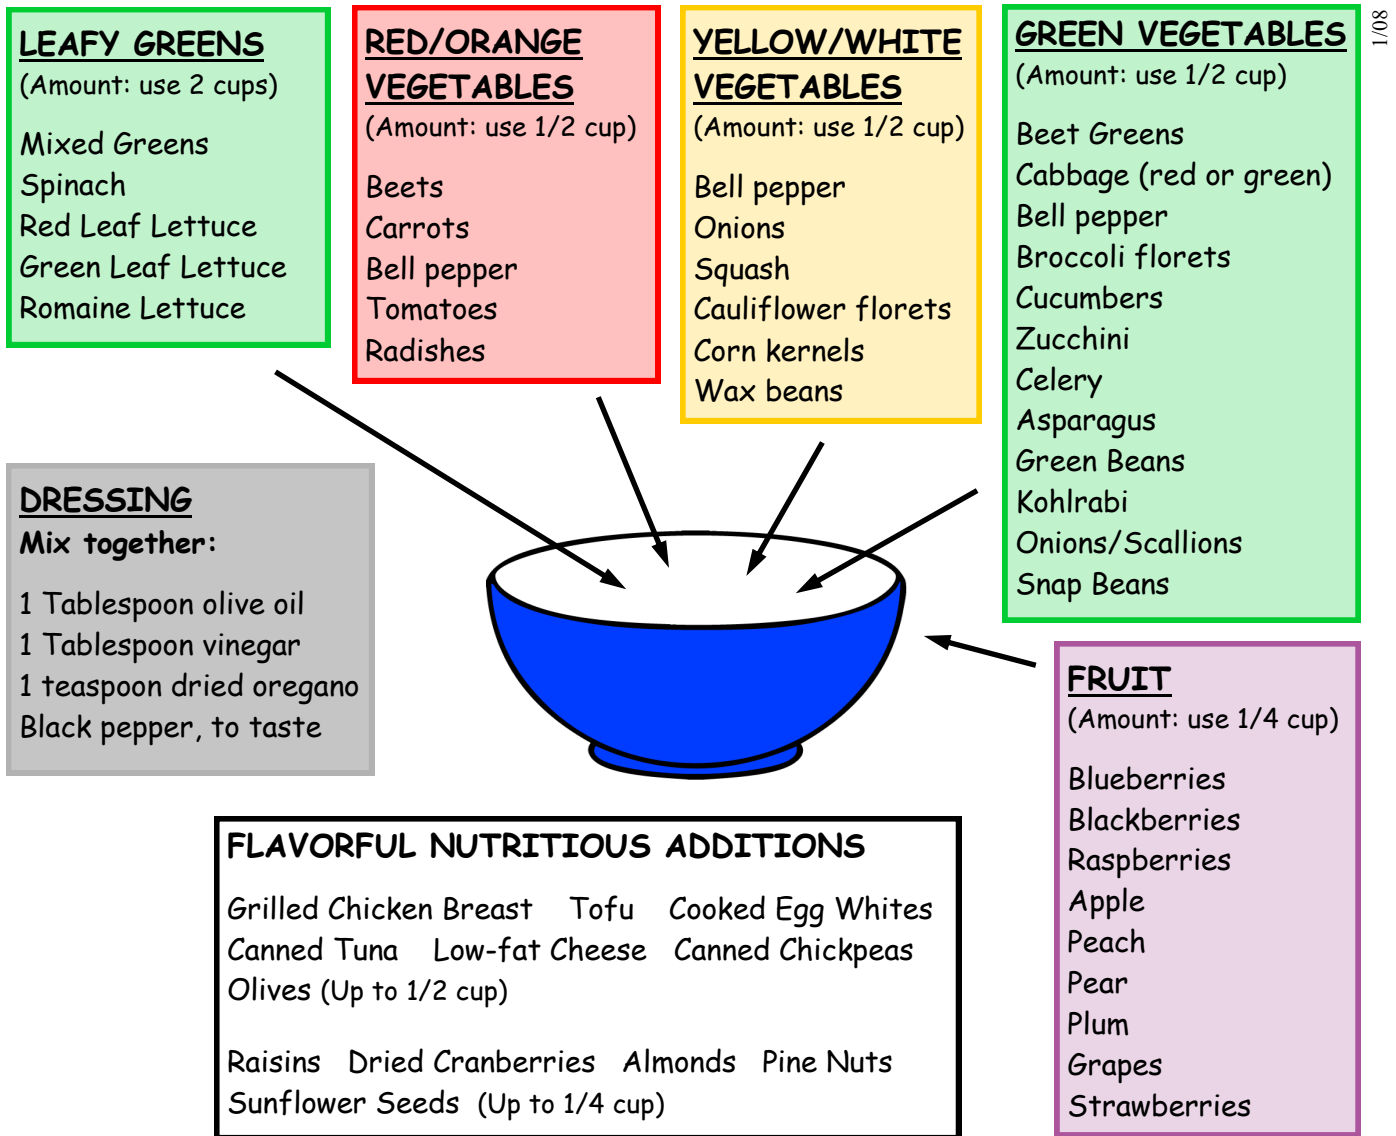 LEAFY GREENS
(Amount: use 2 cups)
Mixed Greens
Spinach
Red Leaf Lettuce
Green Leaf Lettuce
Romaine Lettuce
RED/ORANGE
VEGETABLES
(Amount: use 1/2 cup)
Beets
Carrots
Bell pepper
Tomatoes
Radishes
YELLOW/WHITE
VEGETABLES
(Amount: use 1/2 cup)
Bell pepper
Onions
Squash
Cauliflower florets
Corn kernels
Wax beans
GREEN VEGETABLES
(Amount: use 1/2 cup)
Beet Greens
Cabbage (red or green)
Bell pepper
Broccoli florets
Cucumbers
Zucchini
Celery
Asparagus
Green Beans
Kohlrabi
Onions/Scallions
Snap Beans
1/08
DRESSING
Mix together:
1 Tablespoon olive oil
1 Tablespoon vinegar
1 teaspoon dried oregano
Black pepper, to taste
FRUIT
(Amount: use 1/4 cup)
Blueberries
Blackberries
Raspberries
Apple
Peach
Pear
Plum
Grapes
Strawberries
FLAVORFUL NUTRITIOUS ADDITIONS
Grilled Chicken Breast Tofu Cooked Egg Whites
Canned Tuna Low-fat Cheese Canned Chickpeas
Olives (Up to 1/2 cup)
Raisins Dried Cranberries Almonds Pine Nuts
Sunflower Seeds (Up to 1/4 cup)